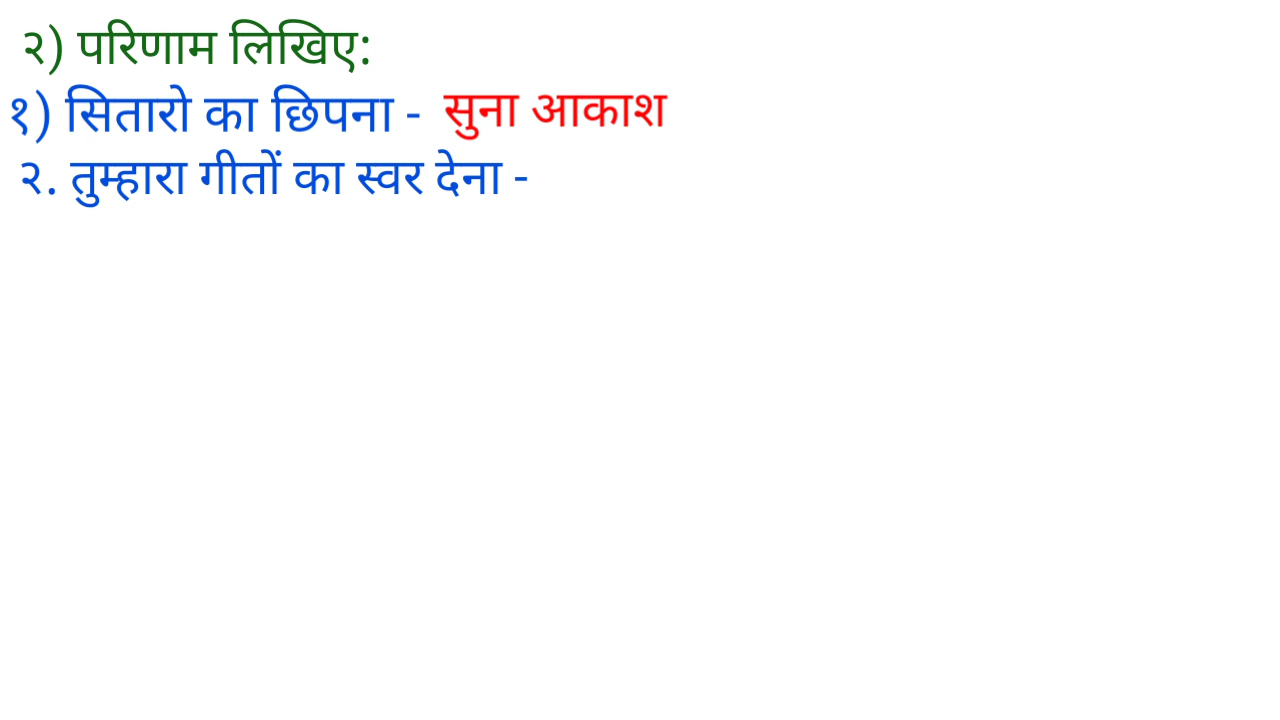 २) परिणाम लिखिए:
१) सितारो का छिपना - सुना आकाश
२. तुम्हारा गीतों का स्वर देना -